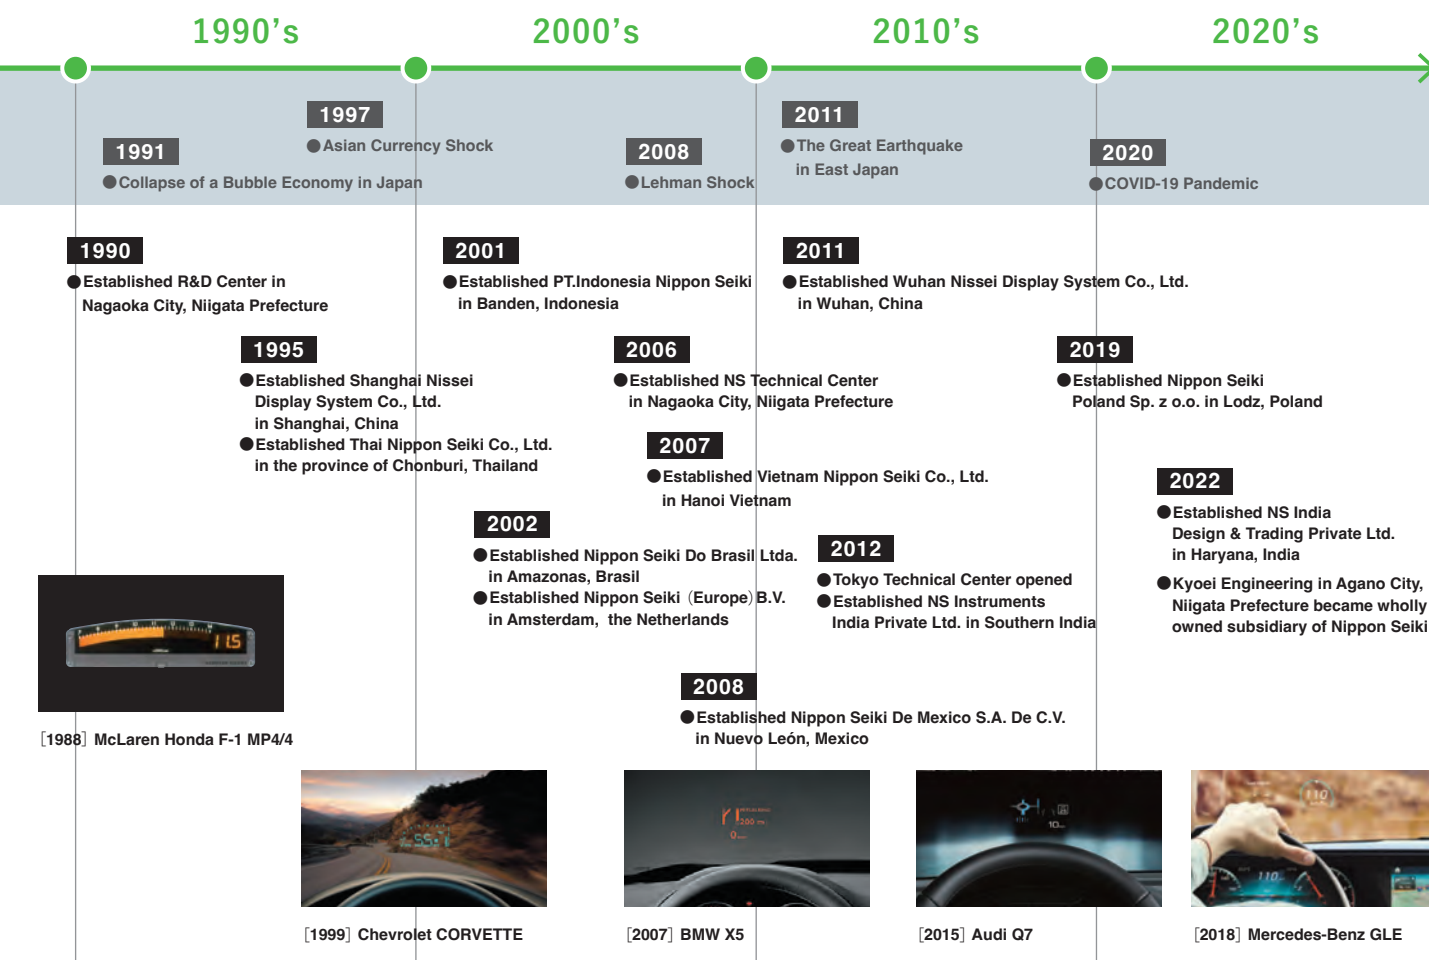 1990's
2000's
2010's
2020's
1991
●Collapse of a Bubble Economy in Japan
1997
●Asian Currency Shock
2008
●Lehman Shock
2011
●The Great Earthquake
in East Japan
2020
●COVID-19 Pandemic
1990
●Established R&D Center in
Nagaoka City, Niigata Prefecture
1995
●Established Shanghai Nissei
Display System Co., Ltd.
in Shanghai, China
●Established Thai Nippon Seiki Co., Ltd.
in the province of Chonburi, Thailand
2001
●Established PT.Indonesia Nippon Seiki
in Banden, Indonesia
2006
●Established NS Technical Center
in Nagaoka City, Niigata Prefecture
2007
●Established Vietnam Nippon Seiki Co., Ltd.
in Hanoi Vietnam
2002
●Established Nippon Seiki Do Brasil Ltda.
in Amazonas, Brasil
●Established Nippon Seiki（Europe）B.V.
in Amsterdam, the Netherlands
2008
●Established Nippon Seiki De Mexico S.A. De C.V.
in Nuevo León, Mexico
2011
●Established Wuhan Nissei Display System Co., Ltd.
in Wuhan, China
2012
●Tokyo Technical Center opened
●Established NS Instruments
India Private Ltd. in Southern India
2019
●Established Nippon Seiki
Poland Sp. z o.o. in Lodz, Poland
2022
●Established NS India
Design & Trading Private Ltd.
in Haryana, India
●Kyoei Engineering in Agano City,
Niigata Prefecture became wholly
owned subsidiary of Nippon Seiki
11.5
［1988］McLaren Honda F-1 MP4/4
55
［1999］Chevrolet CORVETTE
200
0
［2007］BMW X5
10
［2015］Audi Q7
110
110
［2018］Mercedes-Benz GLE